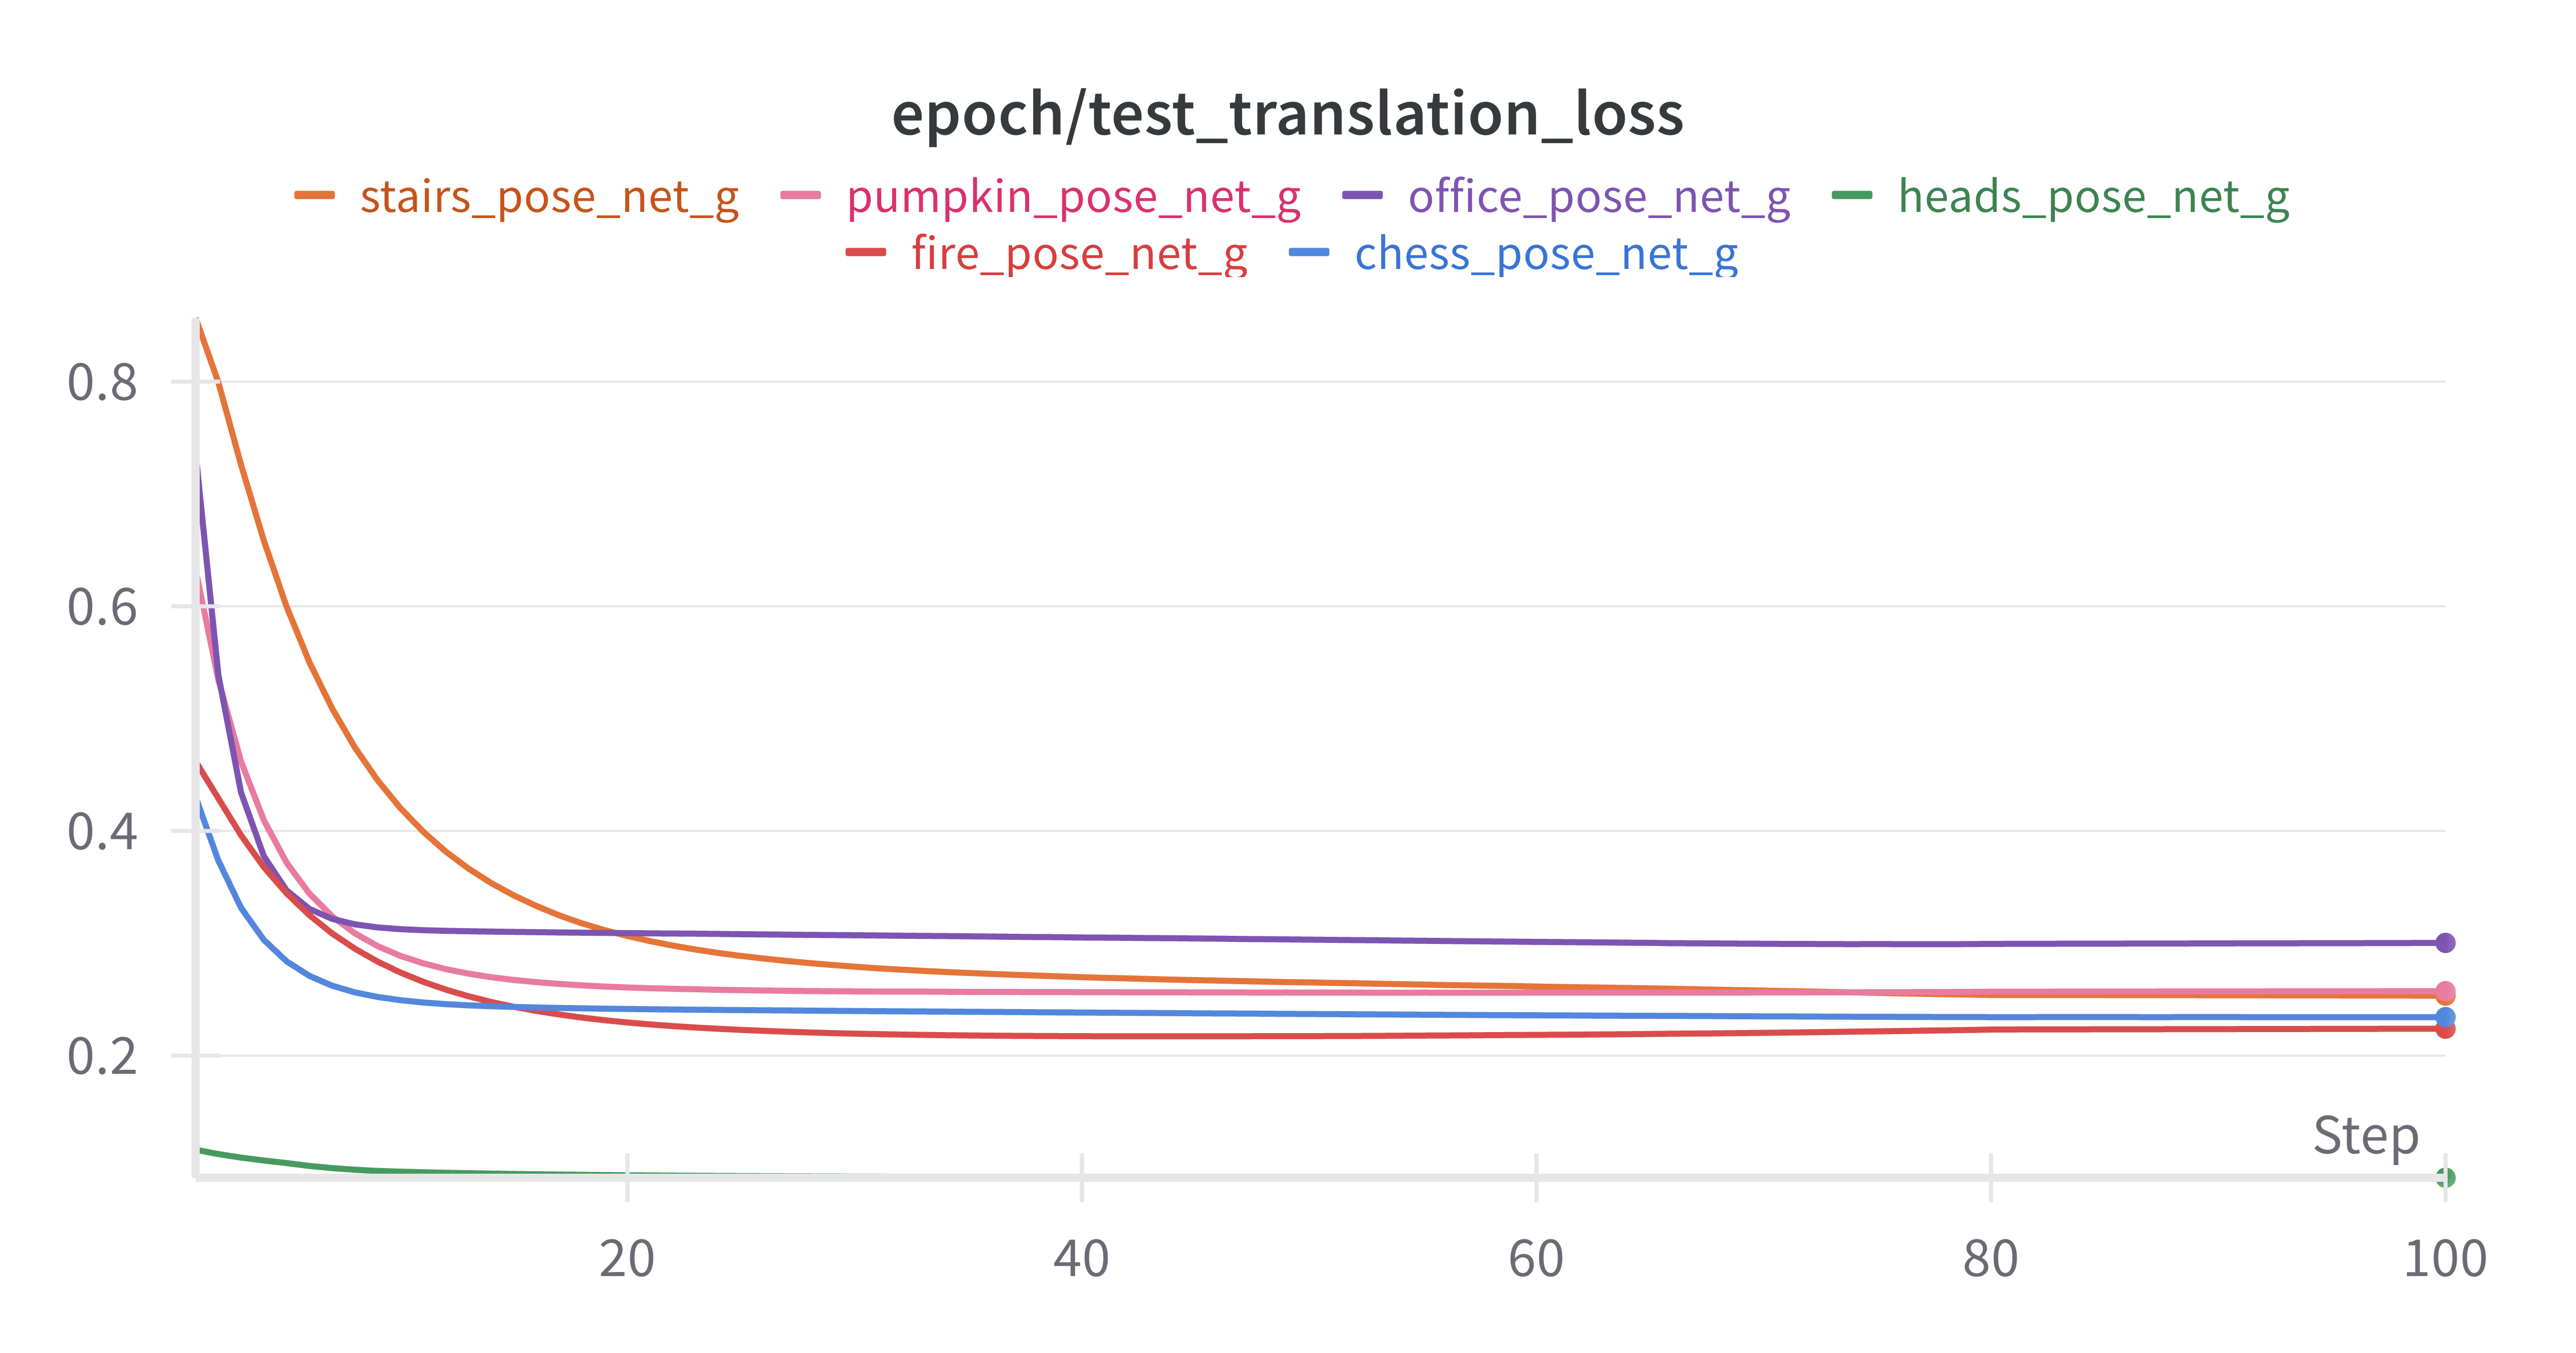 epoch/test_translation_loss
stairs_pose_net_g pumpkin_pose_net_g office_pose_net_g heads_pose_net_g
fire_pose_net_g chess_pose_net_g
0.8
0.6
0.4
0.2
Step
20 40 60 80 100